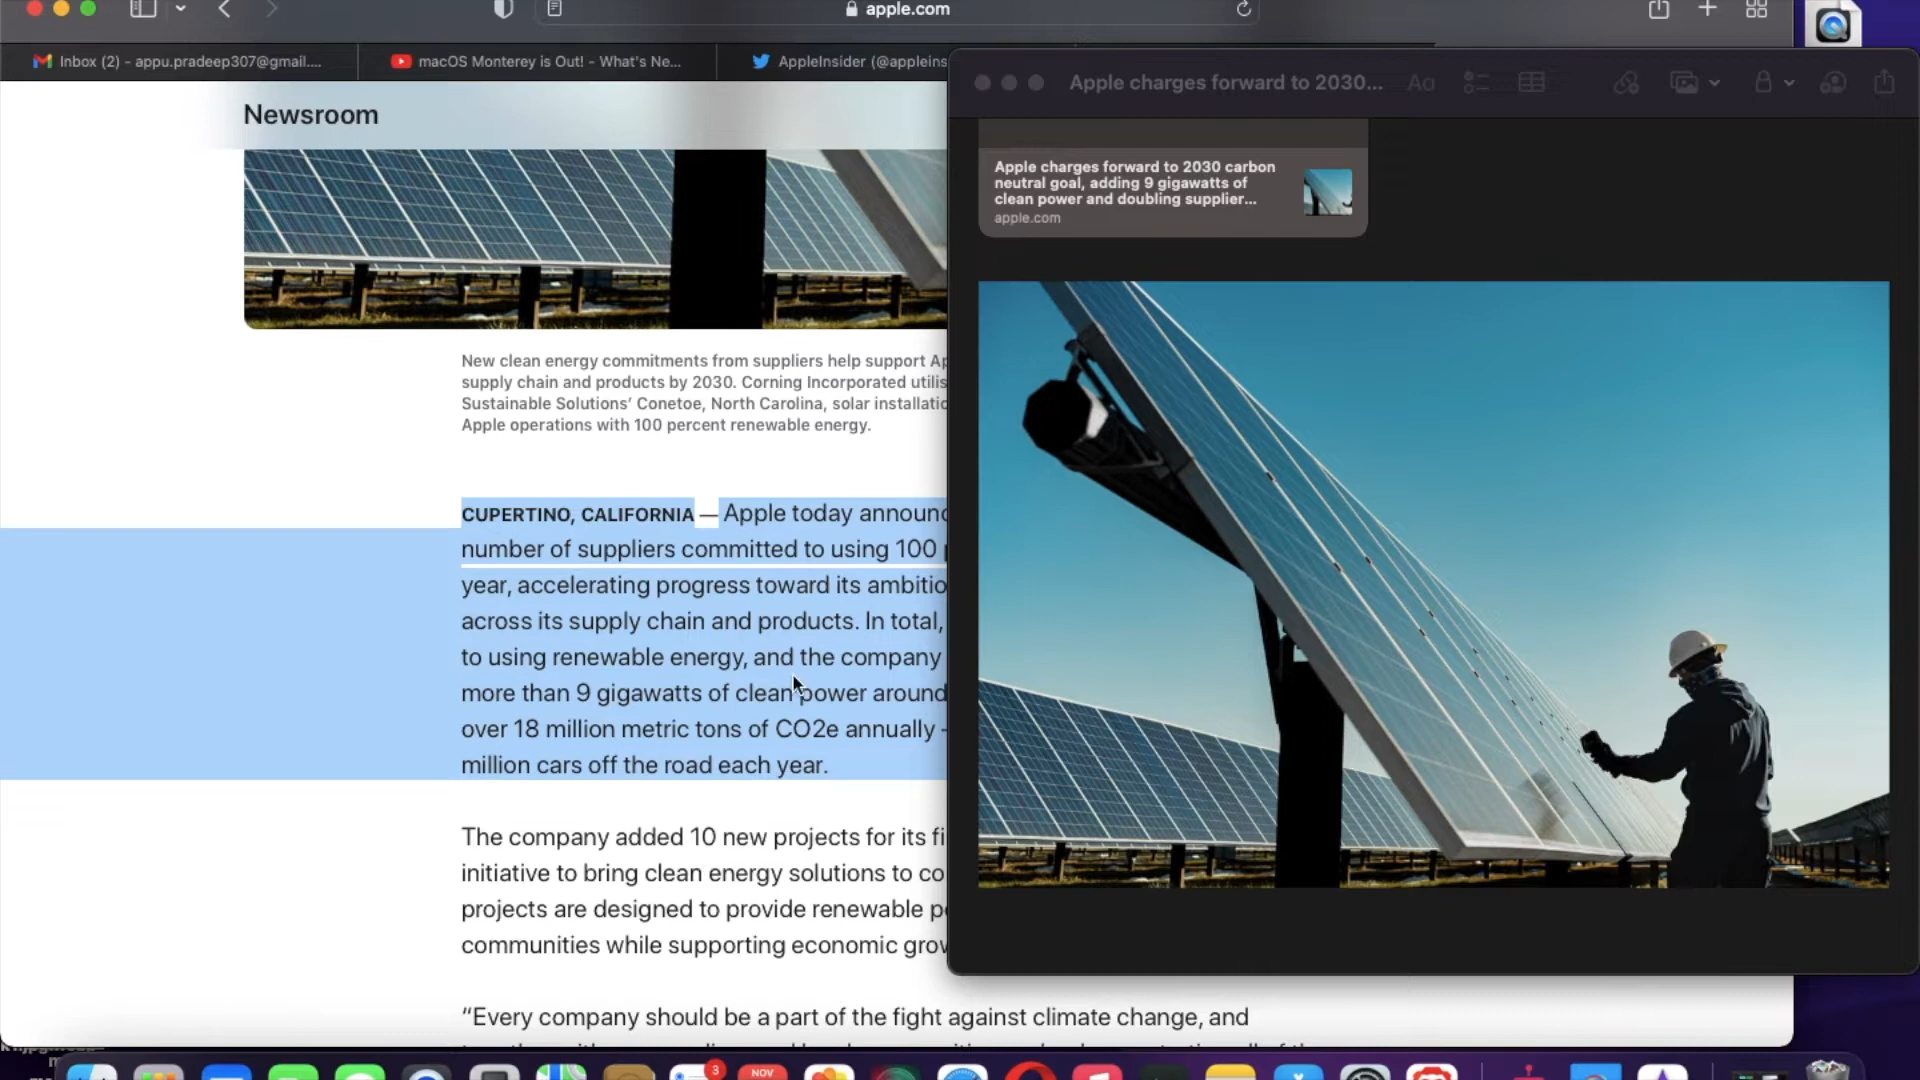 apple.com
Inbox (2) - appu.pradeep307@gmail....
macOS Monterey is Out! - What's Ne...
AppleInsider (@appleins
Newsroom
New clean energy commitments from suppliers help support Ap
supply chain and products by 2030. Corning Incorporated utilis
Sustainable Solutions' Conetoe, North Carolina, solar installatio
Apple operations with 100 percent renewable energy.
CUPERTINO, CALIFORNIA — Apple today announc
number of suppliers committed to using 100 p
year, accelerating progress toward its ambitio
across its supply chain and products. In total,
to using renewable energy, and the company
more than 9 gigawatts of clean power around
over 18 million metric tons of CO2e annually -
million cars off the road each year.
The company added 10 new projects for its fi
initiative to bring clean energy solutions to co
projects are designed to provide renewable po
communities while supporting economic grow
“Every company should be a part of the fight against climate change, and
Apple charges forward to 2030...
Aa
Apple charges forward to 2030 carbon
neutral goal, adding 9 gigawatts of
clean power and doubling supplier...
apple.com
3
NOV